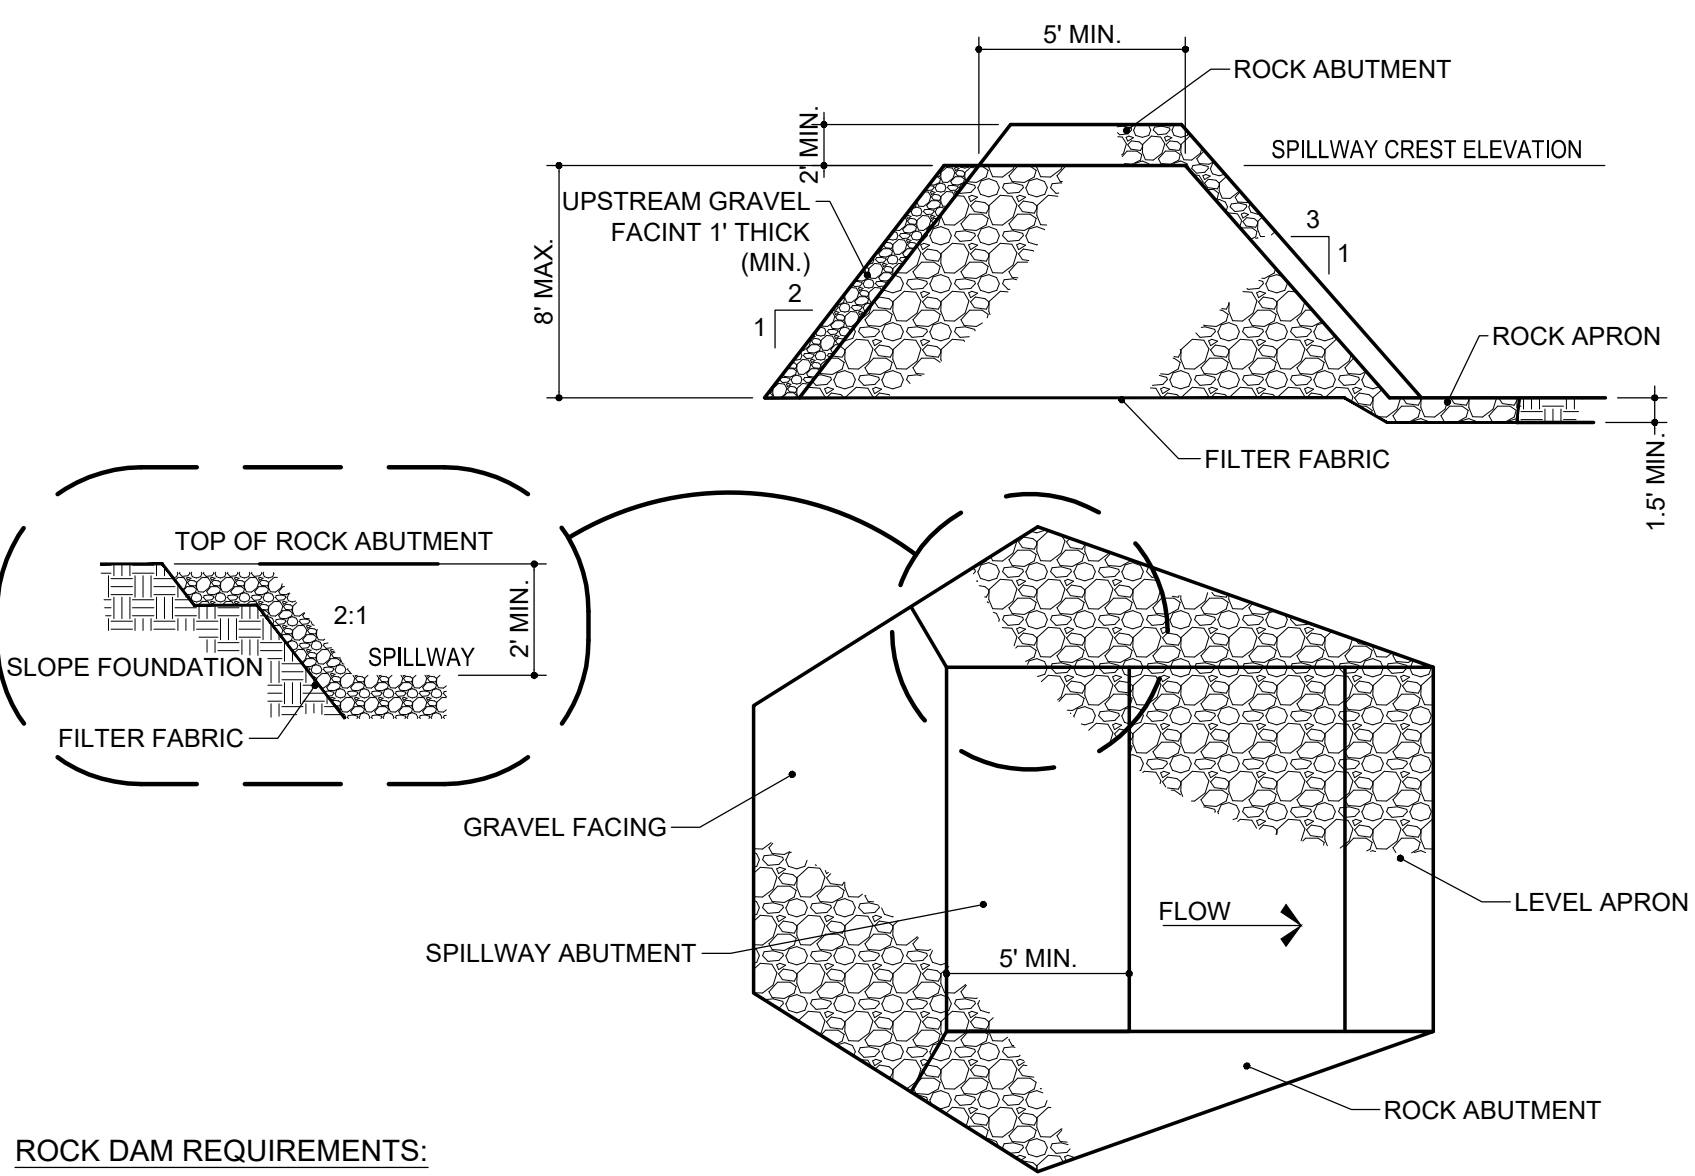 5' MIN.
ROCK ABUTMENT
2' MIN.
SPILLWAY CREST ELEVATION
UPSTREAM GRAVEL
FACINT 1' THICK
(MIN.)
8' MAX.
2
1
3
1
ROCK APRON
FILTER FABRIC
1.5' MIN.
TOP OF ROCK ABUTMENT
2:1
2' MIN.
SLOPE FOUNDATION
SPILLWAY
FILTER FABRIC
GRAVEL FACING
SPILLWAY ABUTMENT
5' MIN.
FLOW
LEVEL APRON
ROCK ABUTMENT
ROCK DAM REQUIREMENTS: